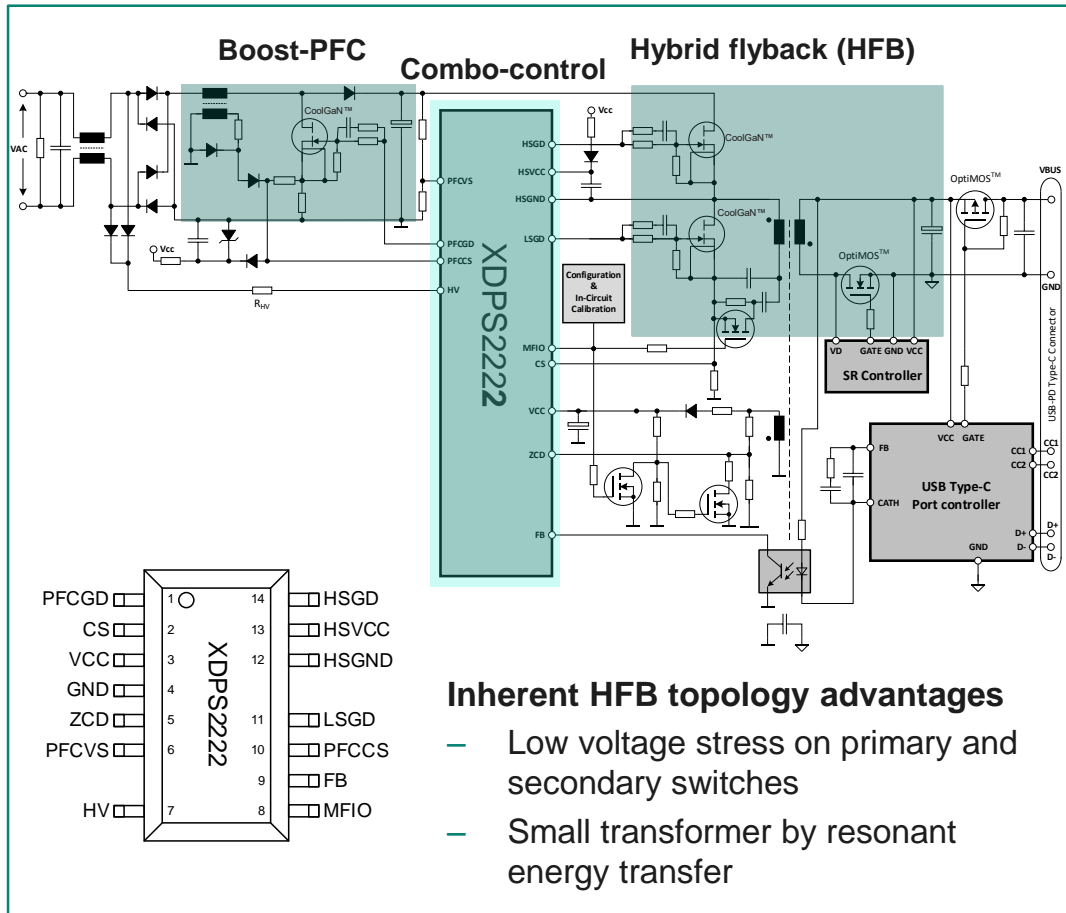 Boost-PFC
Combo-control
Hybrid flyback (HFB)
CoolGaN™
Vcc
CoolGaN™
VAC
HSGD
HSVCC
HSGND
LSGD
PFCVS
Vcc
PFCGD
PFCCS
HV
RHV
XDPS2222
CoolGaN™
OptiMOS™
VBUS
OptiMOS™
GND
Configuration
&
In-Circuit
Calibration
MFIO
CS
VD
GATE
GND
VCC
SR Controller
USB-PD Type-C Connector
VCC
ZCD
FB
VCC
GATE
FB
CC1
CC1
CC2
CC2
USB Type-C
Port controller
CATH
D+
D+
D-
D-
GND
PFCGD 1 14 HSGD
CS 2 13 HSVCC
VCC 3 12 HSGND
GND 4
ZCD 5 11 LSGD
PFCVS 6 10 PFCCS
9 FB
HV 7 8 MFIO
XDPS2222
Inherent HFB topology advantages
– Low voltage stress on primary and
secondary switches
– Small transformer by resonant
energy transfer